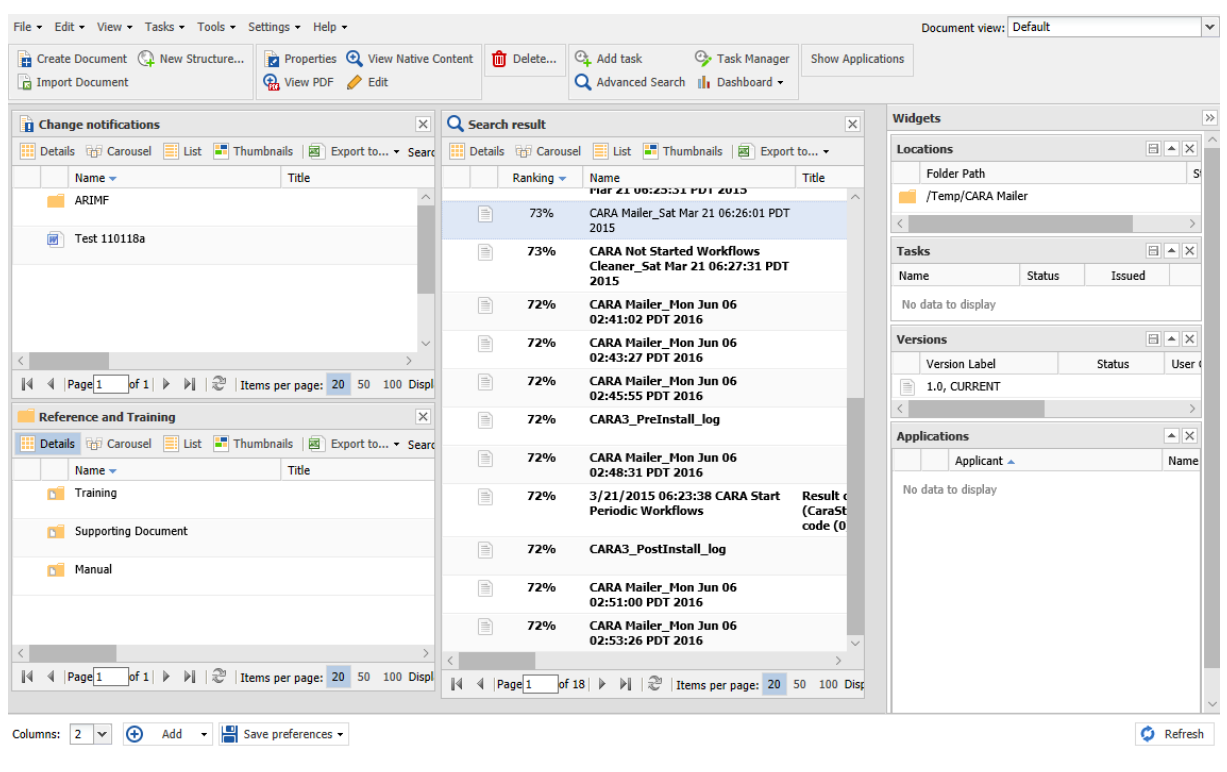 File Edit View Tasks Tools Settings Help
Document view: Default
Create Document New Structure... Properties View Native Content Delete... Add task Task Manager Show Applications
Import Document View PDF Edit Advanced Search Dashboard
Change notifications
Details Carousel List Thumbnails Export to...
Name Title
ARIMF
Test 110118a
Page 1 of 1 Items per page: 20 50 100
Reference and Training
Details Carousel List Thumbnails Export to...
Name Title
Training
Supporting Document
Manual
Page 1 of 1 Items per page: 20 50 100
Search result
Details Carousel List Thumbnails Export to...
Ranking Name Title
Mar 21 06:25:31 PDT 2015
73% CARA Mailer_Sat Mar 21 06:26:01 PDT
2015
73% CARA Not Started Workflows
Cleaner_Sat Mar 21 06:27:31 PDT
2015
72% CARA Mailer_Mon Jun 06
02:41:02 PDT 2016
72% CARA Mailer_Mon Jun 06
02:43:27 PDT 2016
72% CARA Mailer_Mon Jun 06
02:45:55 PDT 2016
72% CARA3_PreInstall_log
72% CARA Mailer_Mon Jun 06
02:48:31 PDT 2016
72% 3/21/2015 06:23:38 CARA Start Result
Periodic Workflows (CaraSt
code (0
72% CARA3_PostInstall_log
72% CARA Mailer_Mon Jun 06
02:51:00 PDT 2016
72% CARA Mailer_Mon Jun 06
02:53:26 PDT 2016
Page 1 of 18 Items per page: 20 50 100
Widgets
Locations
Folder Path
/Temp/CARA Mailer
Tasks
Name Status Issued
No data to display
Versions
Version Label Status User
1.0, CURRENT
Applications
Applicant Name
No data to display
Columns: 2 Add Save preferences Refresh